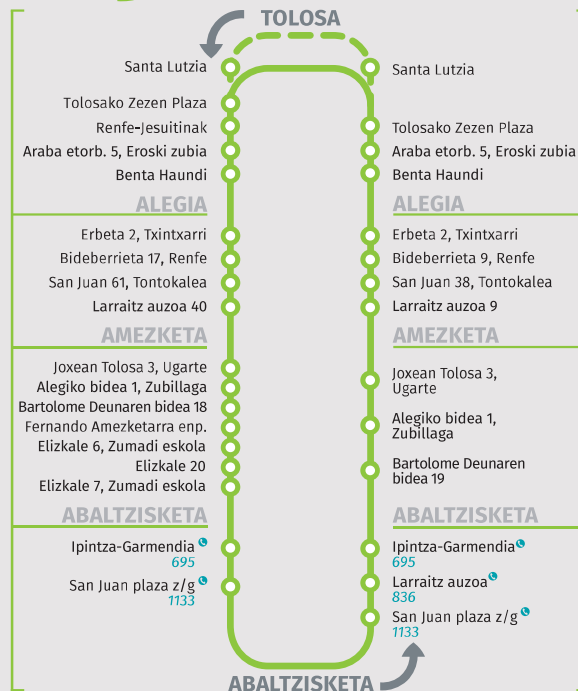 TOLOSA
Santa Lutzia
Tolosako Zezen Plaza
Renfe-Jesuitinak
Araba etorb. 5, Eroski zubia
Benta Haundi
ALEGIA
Erbeta 2, Txintxarri
Bideberrieta 17, Renfe
San Juan 61, Tontokalea
Larraitz auzoa 40
AMEZKETA
Joxean Tolosa 3, Ugarte
Alegiko bidea 1, Zubillaga
Bartolome Deunaren bidea 18
Fernando Amezketarra enp.
Elizkale 6, Zumadi eskola
Elizkale 20
Elizkale 7, Zumadi eskola
ABALTZISKETA
Ipintza-Garmendia
695
San Juan plaza z/g
1133
Santa Lutzia
Tolosako Zezen Plaza
Araba etorb. 5, Eroski zubia
Benta Haundi
ALEGIA
Erbeta 2, Txintxarri
Bideberrieta 9, Renfe
San Juan 38, Tontokalea
Larraitz auzoa 9
AMEZKETA
Joxean Tolosa 3,
Ugarte
Alegiko bidea 1,
Zubillaga
Bartolome Deunaren
bidea 19
ABALTZISKETA
Ipintza-Garmendia
695
Larraitz auzoa
836
San Juan plaza z/g
1133
ABALTZISKETA